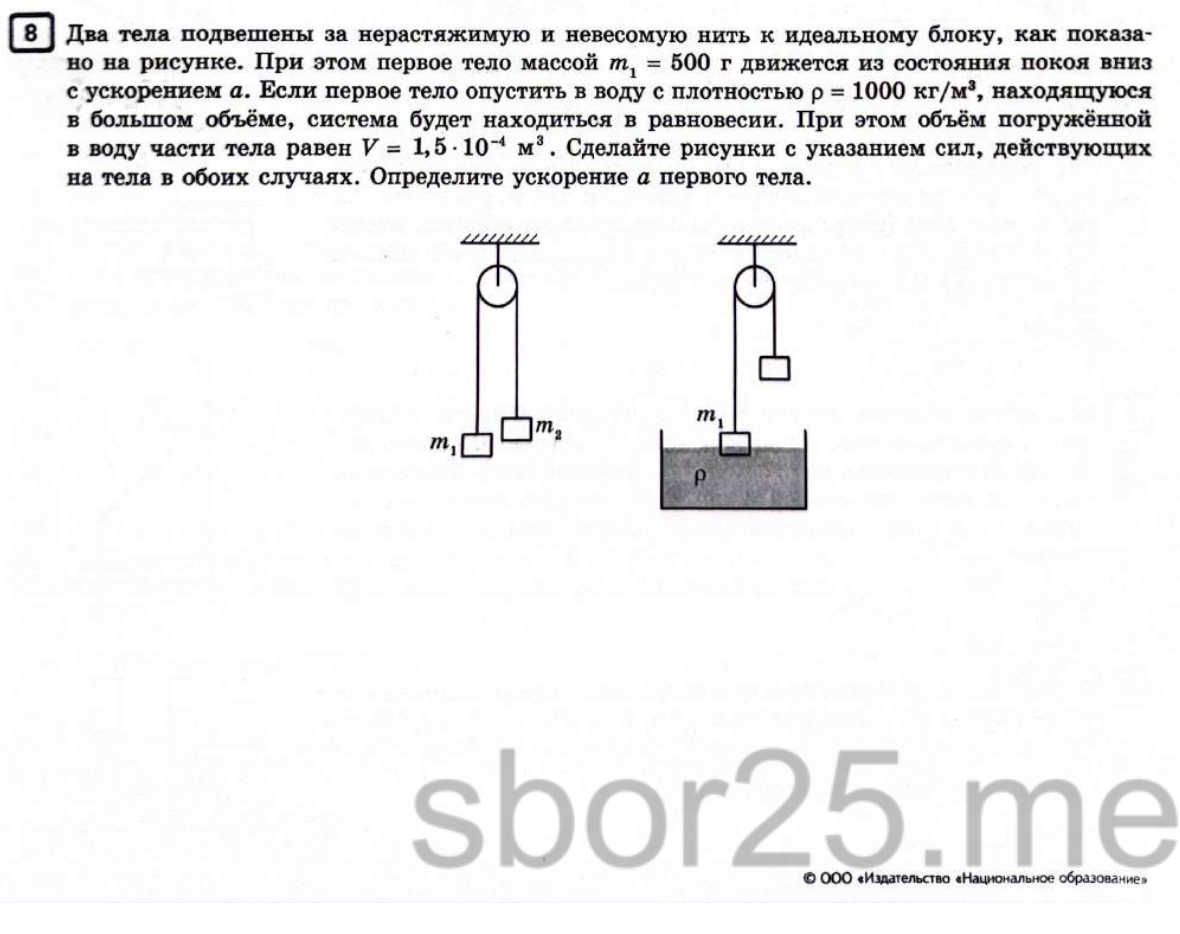 8 Два тела подвешены за нерастяжимую и невесомую нить к идеальному блоку, как показа-
но на рисунке. При этом первое тело массой m₁ = 500 г движется из состояния покоя вниз
с ускорением a. Если первое тело опустить в воду с плотностью ρ = 1000 кг/м³, находящуюся
в большом объёме, система будет находиться в равновесии. При этом объём погружённой
в воду части тела равен V = 1,5 · 10⁻⁴ м³. Сделайте рисунки с указанием сил, действующих
на тела в обоих случаях. Определите ускорение a первого тела.
m₁
m₂
m₁
ρ
sbor25.me
© ООО «Издательство «Национальное образование»